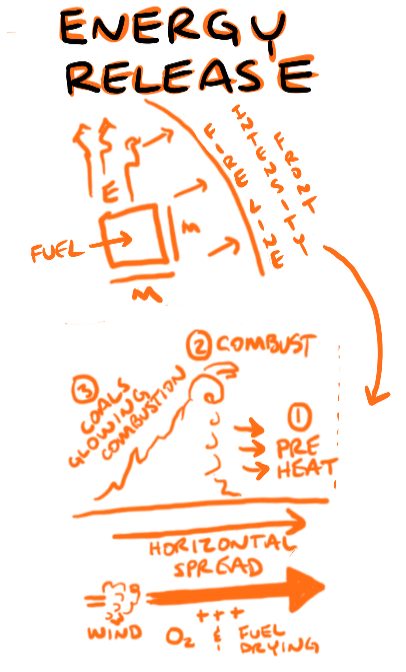 ENERGY
RELEASE
FIRE LINE
INTENSITY
FRONT
E
FUEL
M
M
② COMBUST
③
COALS
GLOWING
COMBUSTION
①
PRE
HEAT
HORIZONTAL
SPREAD
WIND
+++
O₂ & FUEL
DRYING